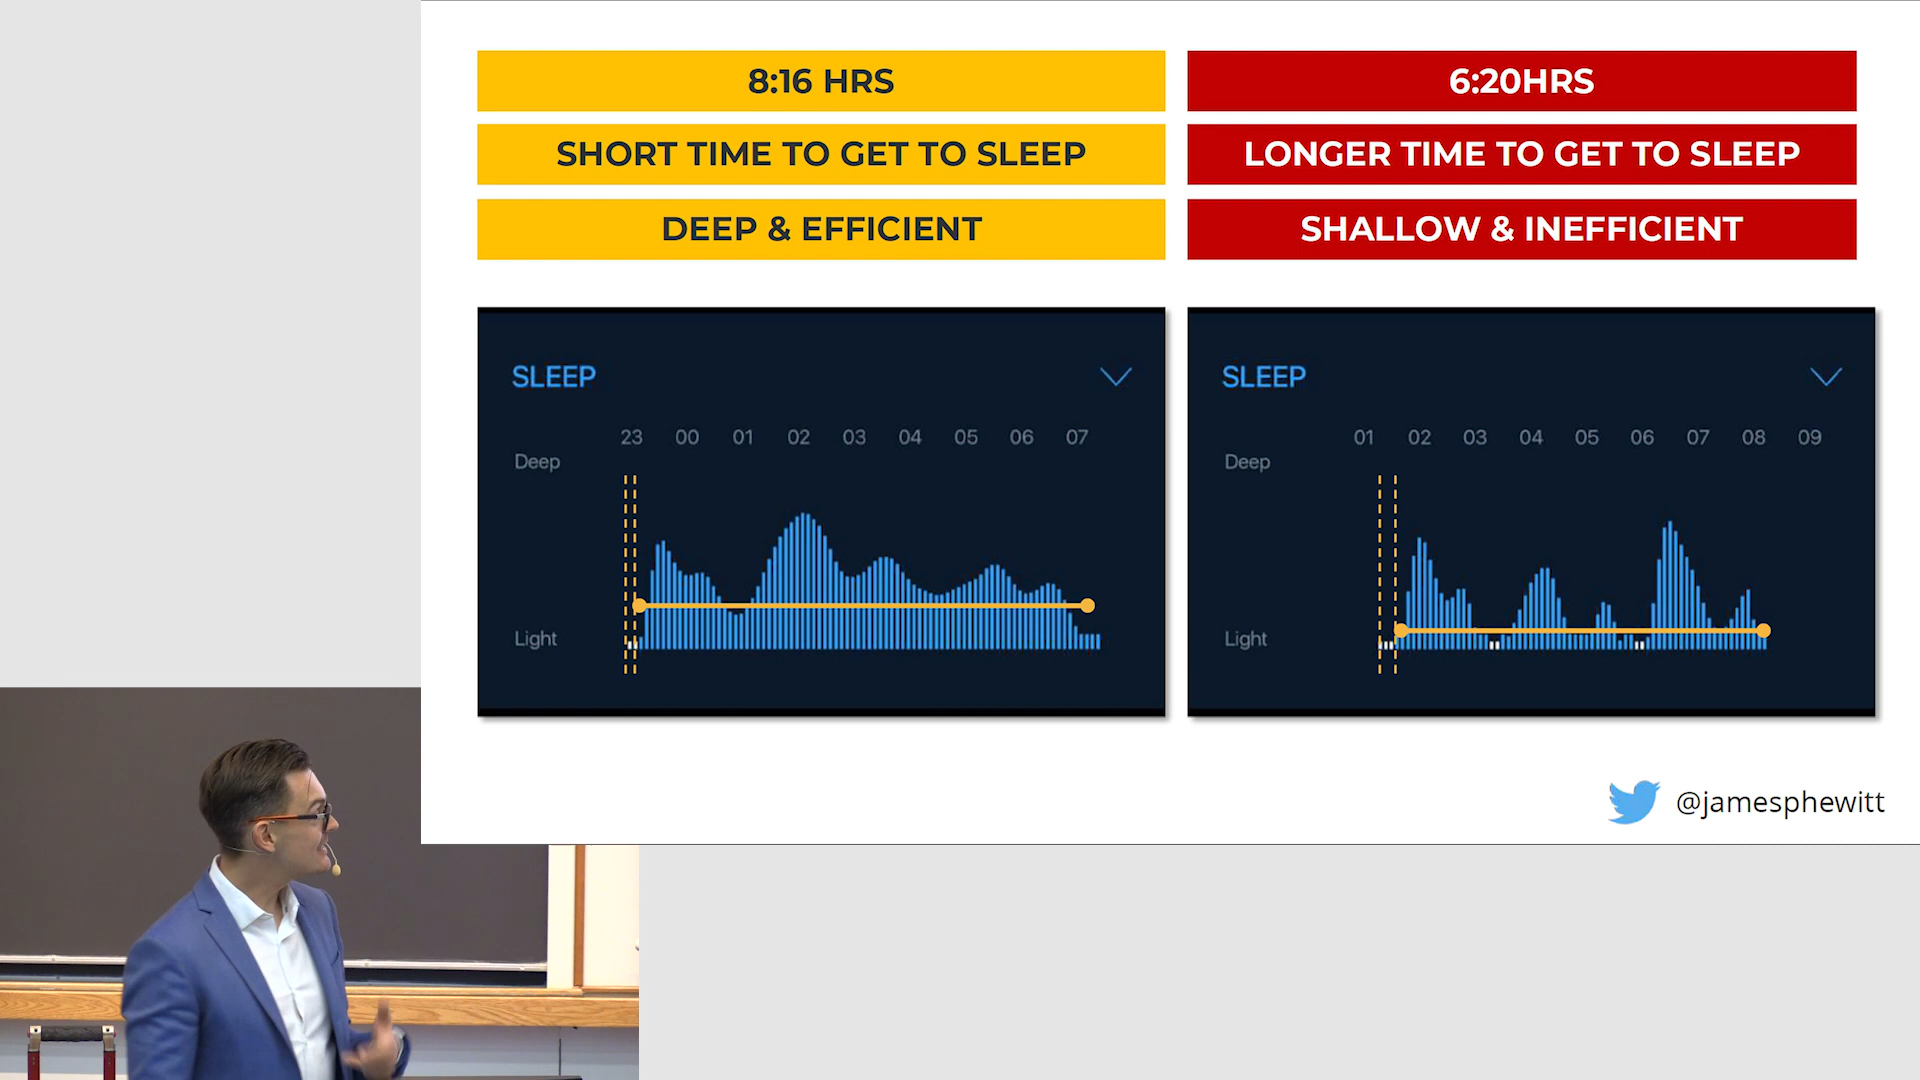 8:16 HRS
SHORT TIME TO GET TO SLEEP
DEEP & EFFICIENT
6:20HRS
LONGER TIME TO GET TO SLEEP
SHALLOW & INEFFICIENT
SLEEP
23 00 01 02 03 04 05 06 07
Deep
Light
SLEEP
01 02 03 04 05 06 07 08 09
Deep
Light
@jamesphewitt